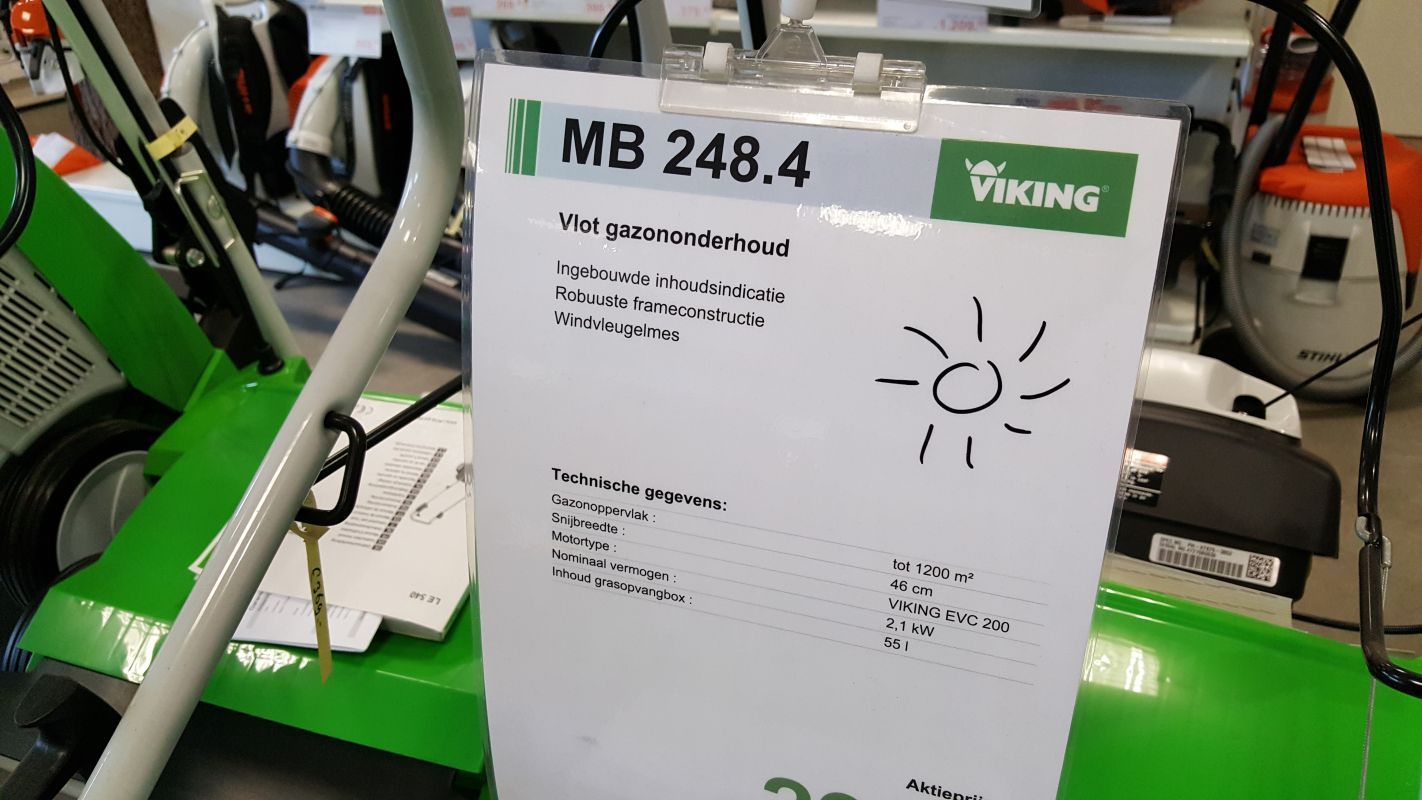 MB 248.4
VIKING®
Vlot gazononderhoud
Ingebouwde inhoudsindicatie
Robuuste frameconstructie
Windvleugelmes
Technische gegevens:
Gazonoppervlak : tot 1200 m²
Snijbreedte : 46 cm
Motortype : VIKING EVC 200
Nominaal vermogen : 2,1 kW
Inhoud grasopvangbox : 55 l
LE 540
STIHL